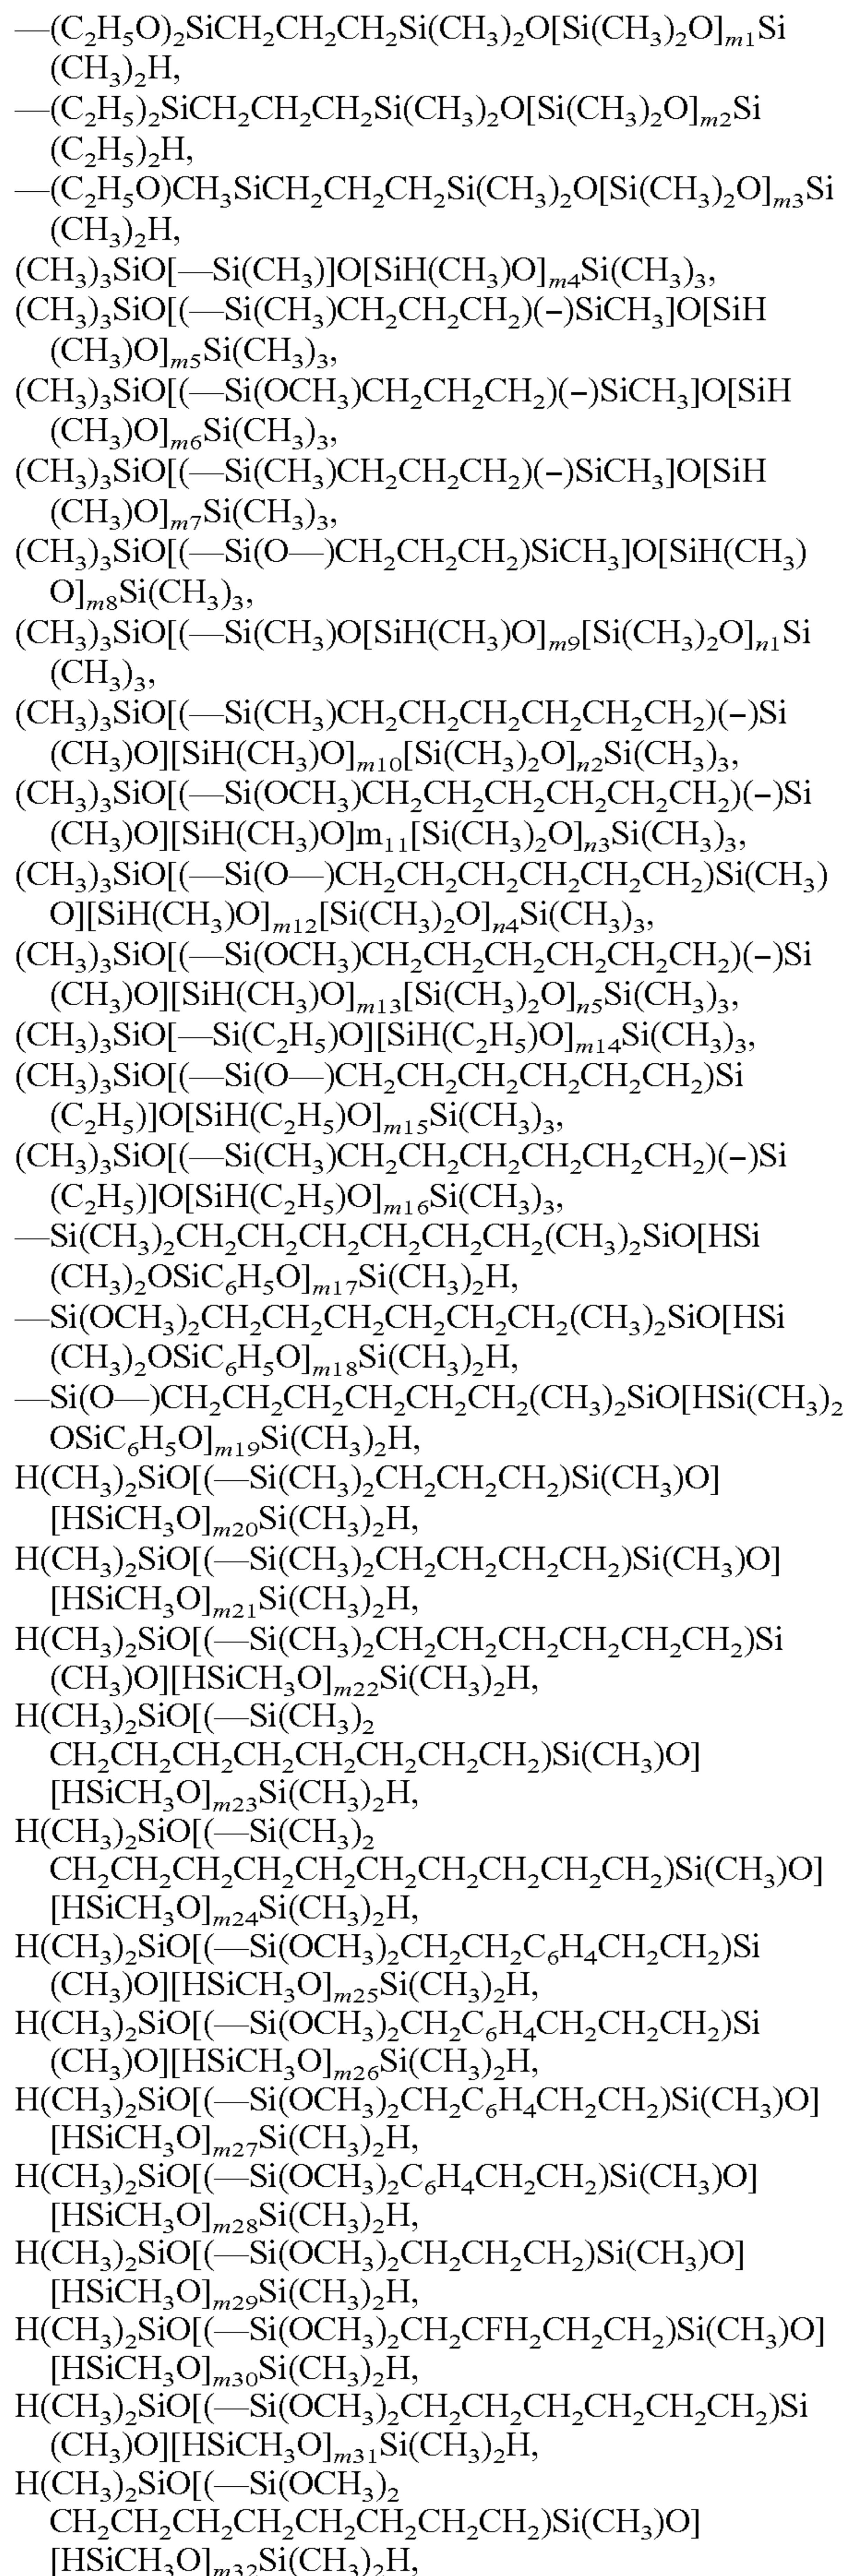 —(C₂H₅O)₂SiCH₂CH₂CH₂Si(CH₃)₂O[Si(CH₃)₂O]ₘ₁Si
(CH₃)₂H,
—(C₂H₅)₂SiCH₂CH₂CH₂Si(CH₃)₂O[Si(CH₃)₂O]ₘ₂Si
(C₂H₅)₂H,
—(C₂H₅O)CH₃SiCH₂CH₂CH₂Si(CH₃)₂O[Si(CH₃)₂O]ₘ₃Si
(CH₃)₂H,
(CH₃)₃SiO[—Si(CH₃)]O[SiH(CH₃)O]ₘ₄Si(CH₃)₃,
(CH₃)₃SiO[(—Si(CH₃)CH₂CH₂CH₂)(–)SiCH₃]O[SiH
(CH₃)O]ₘ₅Si(CH₃)₃,
(CH₃)₃SiO[(—Si(OCH₃)CH₂CH₂CH₂)(–)SiCH₃]O[SiH
(CH₃)O]ₘ₆Si(CH₃)₃,
(CH₃)₃SiO[(—Si(CH₃)CH₂CH₂CH₂)(–)SiCH₃]O[SiH
(CH₃)O]ₘ₇Si(CH₃)₃,
(CH₃)₃SiO[(—Si(O—)CH₂CH₂CH₂)SiCH₃]O[SiH(CH₃)
O]ₘ₈Si(CH₃)₃,
(CH₃)₃SiO[(—Si(CH₃)O[SiH(CH₃)O]ₘ₉[Si(CH₃)₂O]ₙ₁Si
(CH₃)₃,
(CH₃)₃SiO[(—Si(CH₃)CH₂CH₂CH₂CH₂CH₂CH₂)(–)Si
(CH₃)O][SiH(CH₃)O]ₘ₁₀[Si(CH₃)₂O]ₙ₂Si(CH₃)₃,
(CH₃)₃SiO[(—Si(OCH₃)CH₂CH₂CH₂CH₂CH₂CH₂)(–)Si
(CH₃)O][SiH(CH₃)O]m₁₁[Si(CH₃)₂O]ₙ₃Si(CH₃)₃,
(CH₃)₃SiO[(—Si(O—)CH₂CH₂CH₂CH₂CH₂CH₂)Si(CH₃)
O][SiH(CH₃)O]ₘ₁₂[Si(CH₃)₂O]ₙ₄Si(CH₃)₃,
(CH₃)₃SiO[(—Si(OCH₃)CH₂CH₂CH₂CH₂CH₂CH₂)(–)Si
(CH₃)O][SiH(CH₃)O]ₘ₁₃[Si(CH₃)₂O]ₙ₅Si(CH₃)₃,
(CH₃)₃SiO[—Si(C₂H₅)O][SiH(C₂H₅)O]ₘ₁₄Si(CH₃)₃,
(CH₃)₃SiO[(—Si(O—)CH₂CH₂CH₂CH₂CH₂CH₂)Si
(C₂H₅)]O[SiH(C₂H₅)O]ₘ₁₅Si(CH₃)₃,
(CH₃)₃SiO[(—Si(CH₃)CH₂CH₂CH₂CH₂CH₂CH₂)(–)Si
(C₂H₅)]O[SiH(C₂H₅)O]ₘ₁₆Si(CH₃)₃,
—Si(CH₃)₂CH₂CH₂CH₂CH₂CH₂CH₂(CH₃)₂SiO[HSi
(CH₃)₂OSiC₆H₅O]ₘ₁₇Si(CH₃)₂H,
—Si(OCH₃)₂CH₂CH₂CH₂CH₂CH₂CH₂(CH₃)₂SiO[HSi
(CH₃)₂OSiC₆H₅O]ₘ₁₈Si(CH₃)₂H,
—Si(O—)CH₂CH₂CH₂CH₂CH₂CH₂(CH₃)₂SiO[HSi(CH₃)₂
OSiC₆H₅O]ₘ₁₉Si(CH₃)₂H,
H(CH₃)₂SiO[(—Si(CH₃)₂CH₂CH₂CH₂)Si(CH₃)O]
[HSiCH₃O]ₘ₂₀Si(CH₃)₂H,
H(CH₃)₂SiO[(—Si(CH₃)₂CH₂CH₂CH₂CH₂)Si(CH₃)O]
[HSiCH₃O]ₘ₂₁Si(CH₃)₂H,
H(CH₃)₂SiO[(—Si(CH₃)₂CH₂CH₂CH₂CH₂CH₂CH₂)Si
(CH₃)O][HSiCH₃O]ₘ₂₂Si(CH₃)₂H,
H(CH₃)₂SiO[(—Si(CH₃)₂
CH₂CH₂CH₂CH₂CH₂CH₂CH₂CH₂)Si(CH₃)O]
[HSiCH₃O]ₘ₂₃Si(CH₃)₂H,
H(CH₃)₂SiO[(—Si(CH₃)₂
CH₂CH₂CH₂CH₂CH₂CH₂CH₂CH₂CH₂CH₂)Si(CH₃)O]
[HSiCH₃O]ₘ₂₄Si(CH₃)₂H,
H(CH₃)₂SiO[(—Si(OCH₃)₂CH₂CH₂C₆H₄CH₂CH₂)Si
(CH₃)O][HSiCH₃O]ₘ₂₅Si(CH₃)₂H,
H(CH₃)₂SiO[(—Si(OCH₃)₂CH₂C₆H₄CH₂CH₂CH₂)Si
(CH₃)O][HSiCH₃O]ₘ₂₆Si(CH₃)₂H,
H(CH₃)₂SiO[(—Si(OCH₃)₂CH₂C₆H₄CH₂CH₂)Si(CH₃)O]
[HSiCH₃O]ₘ₂₇Si(CH₃)₂H,
H(CH₃)₂SiO[(—Si(OCH₃)₂C₆H₄CH₂CH₂)Si(CH₃)O]
[HSiCH₃O]ₘ₂₈Si(CH₃)₂H,
H(CH₃)₂SiO[(—Si(OCH₃)₂CH₂CH₂CH₂)Si(CH₃)O]
[HSiCH₃O]ₘ₂₉Si(CH₃)₂H,
H(CH₃)₂SiO[(—Si(OCH₃)₂CH₂CFH₂CH₂CH₂)Si(CH₃)O]
[HSiCH₃O]ₘ₃₀Si(CH₃)₂H,
H(CH₃)₂SiO[(—Si(OCH₃)₂CH₂CH₂CH₂CH₂CH₂CH₂)Si
(CH₃)O][HSiCH₃O]ₘ₃₁Si(CH₃)₂H,
H(CH₃)₂SiO[(—Si(OCH₃)₂
CH₂CH₂CH₂CH₂CH₂CH₂CH₂CH₂)Si(CH₃)O]
[HSiCH₃O]ₘ₃₂Si(CH₃)₂H,